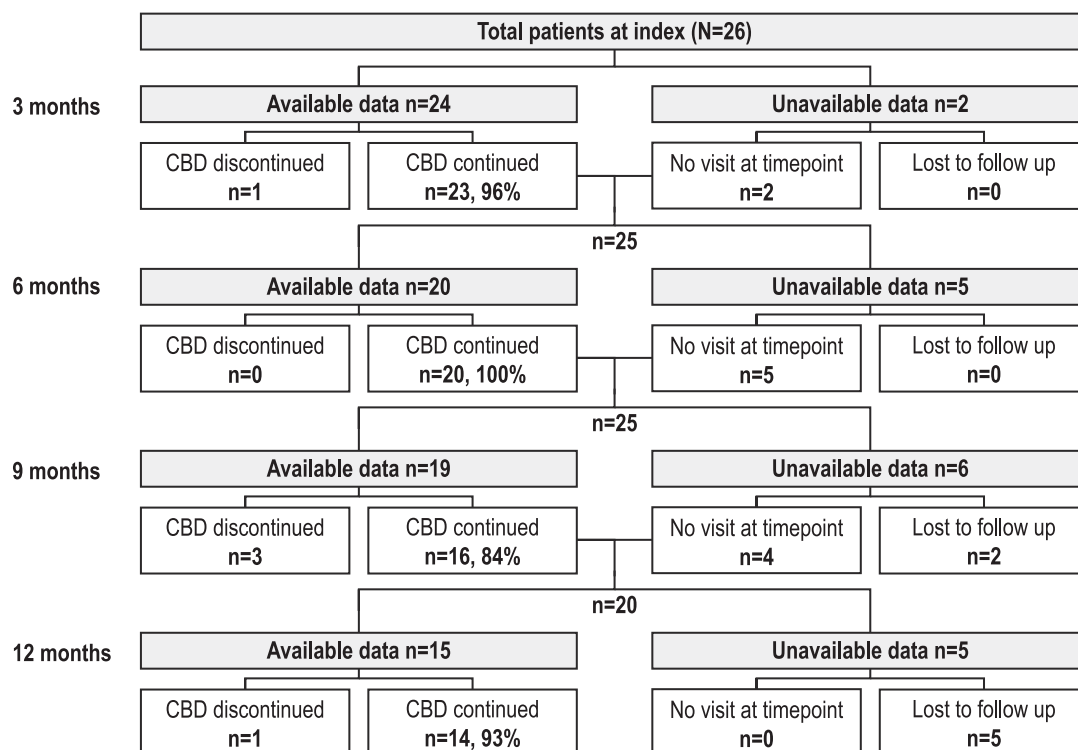 Total patients at index (N=26)
3 months
Available data n=24
Unavailable data n=2
CBD discontinued
n=1
CBD continued
n=23, 96%
No visit at timepoint
n=2
Lost to follow up
n=0
n=25
6 months
Available data n=20
Unavailable data n=5
CBD discontinued
n=0
CBD continued
n=20, 100%
No visit at timepoint
n=5
Lost to follow up
n=0
n=25
9 months
Available data n=19
Unavailable data n=6
CBD discontinued
n=3
CBD continued
n=16, 84%
No visit at timepoint
n=4
Lost to follow up
n=2
n=20
12 months
Available data n=15
Unavailable data n=5
CBD discontinued
n=1
CBD continued
n=14, 93%
No visit at timepoint
n=0
Lost to follow up
n=5